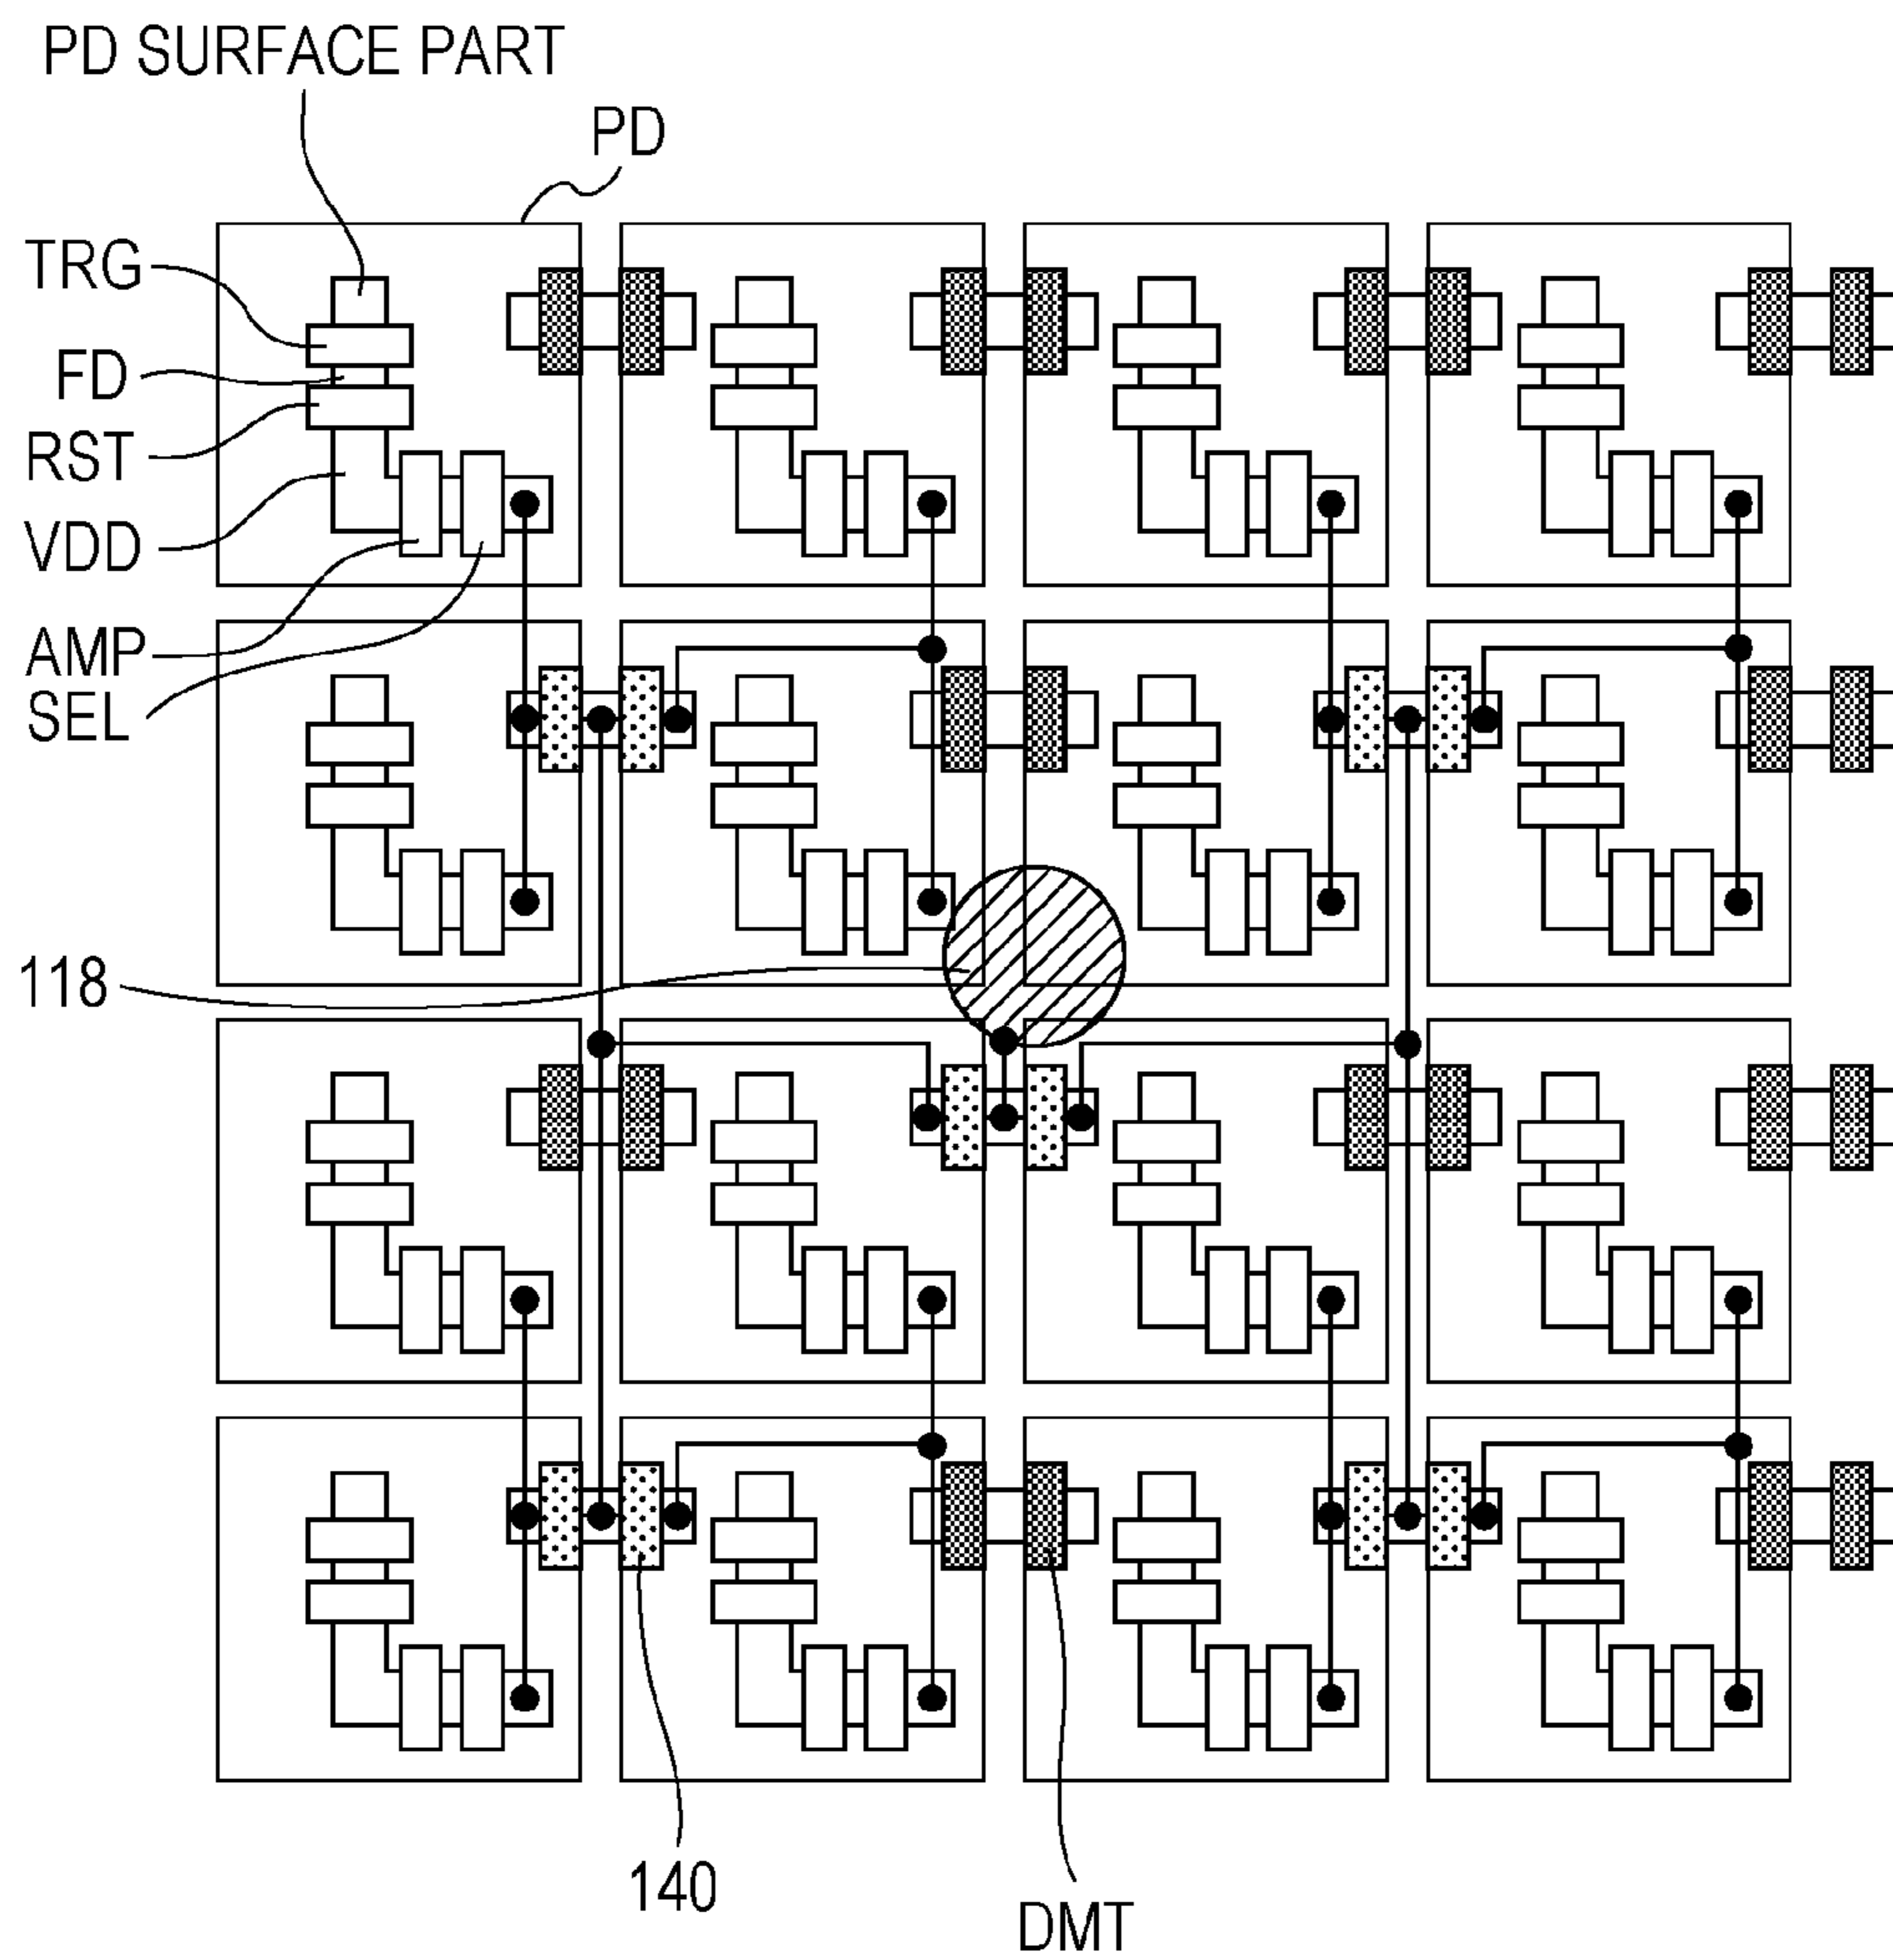 PD SURFACE PART
PD
TRG
FD
RST
VDD
AMP
SEL
118
140
DMT